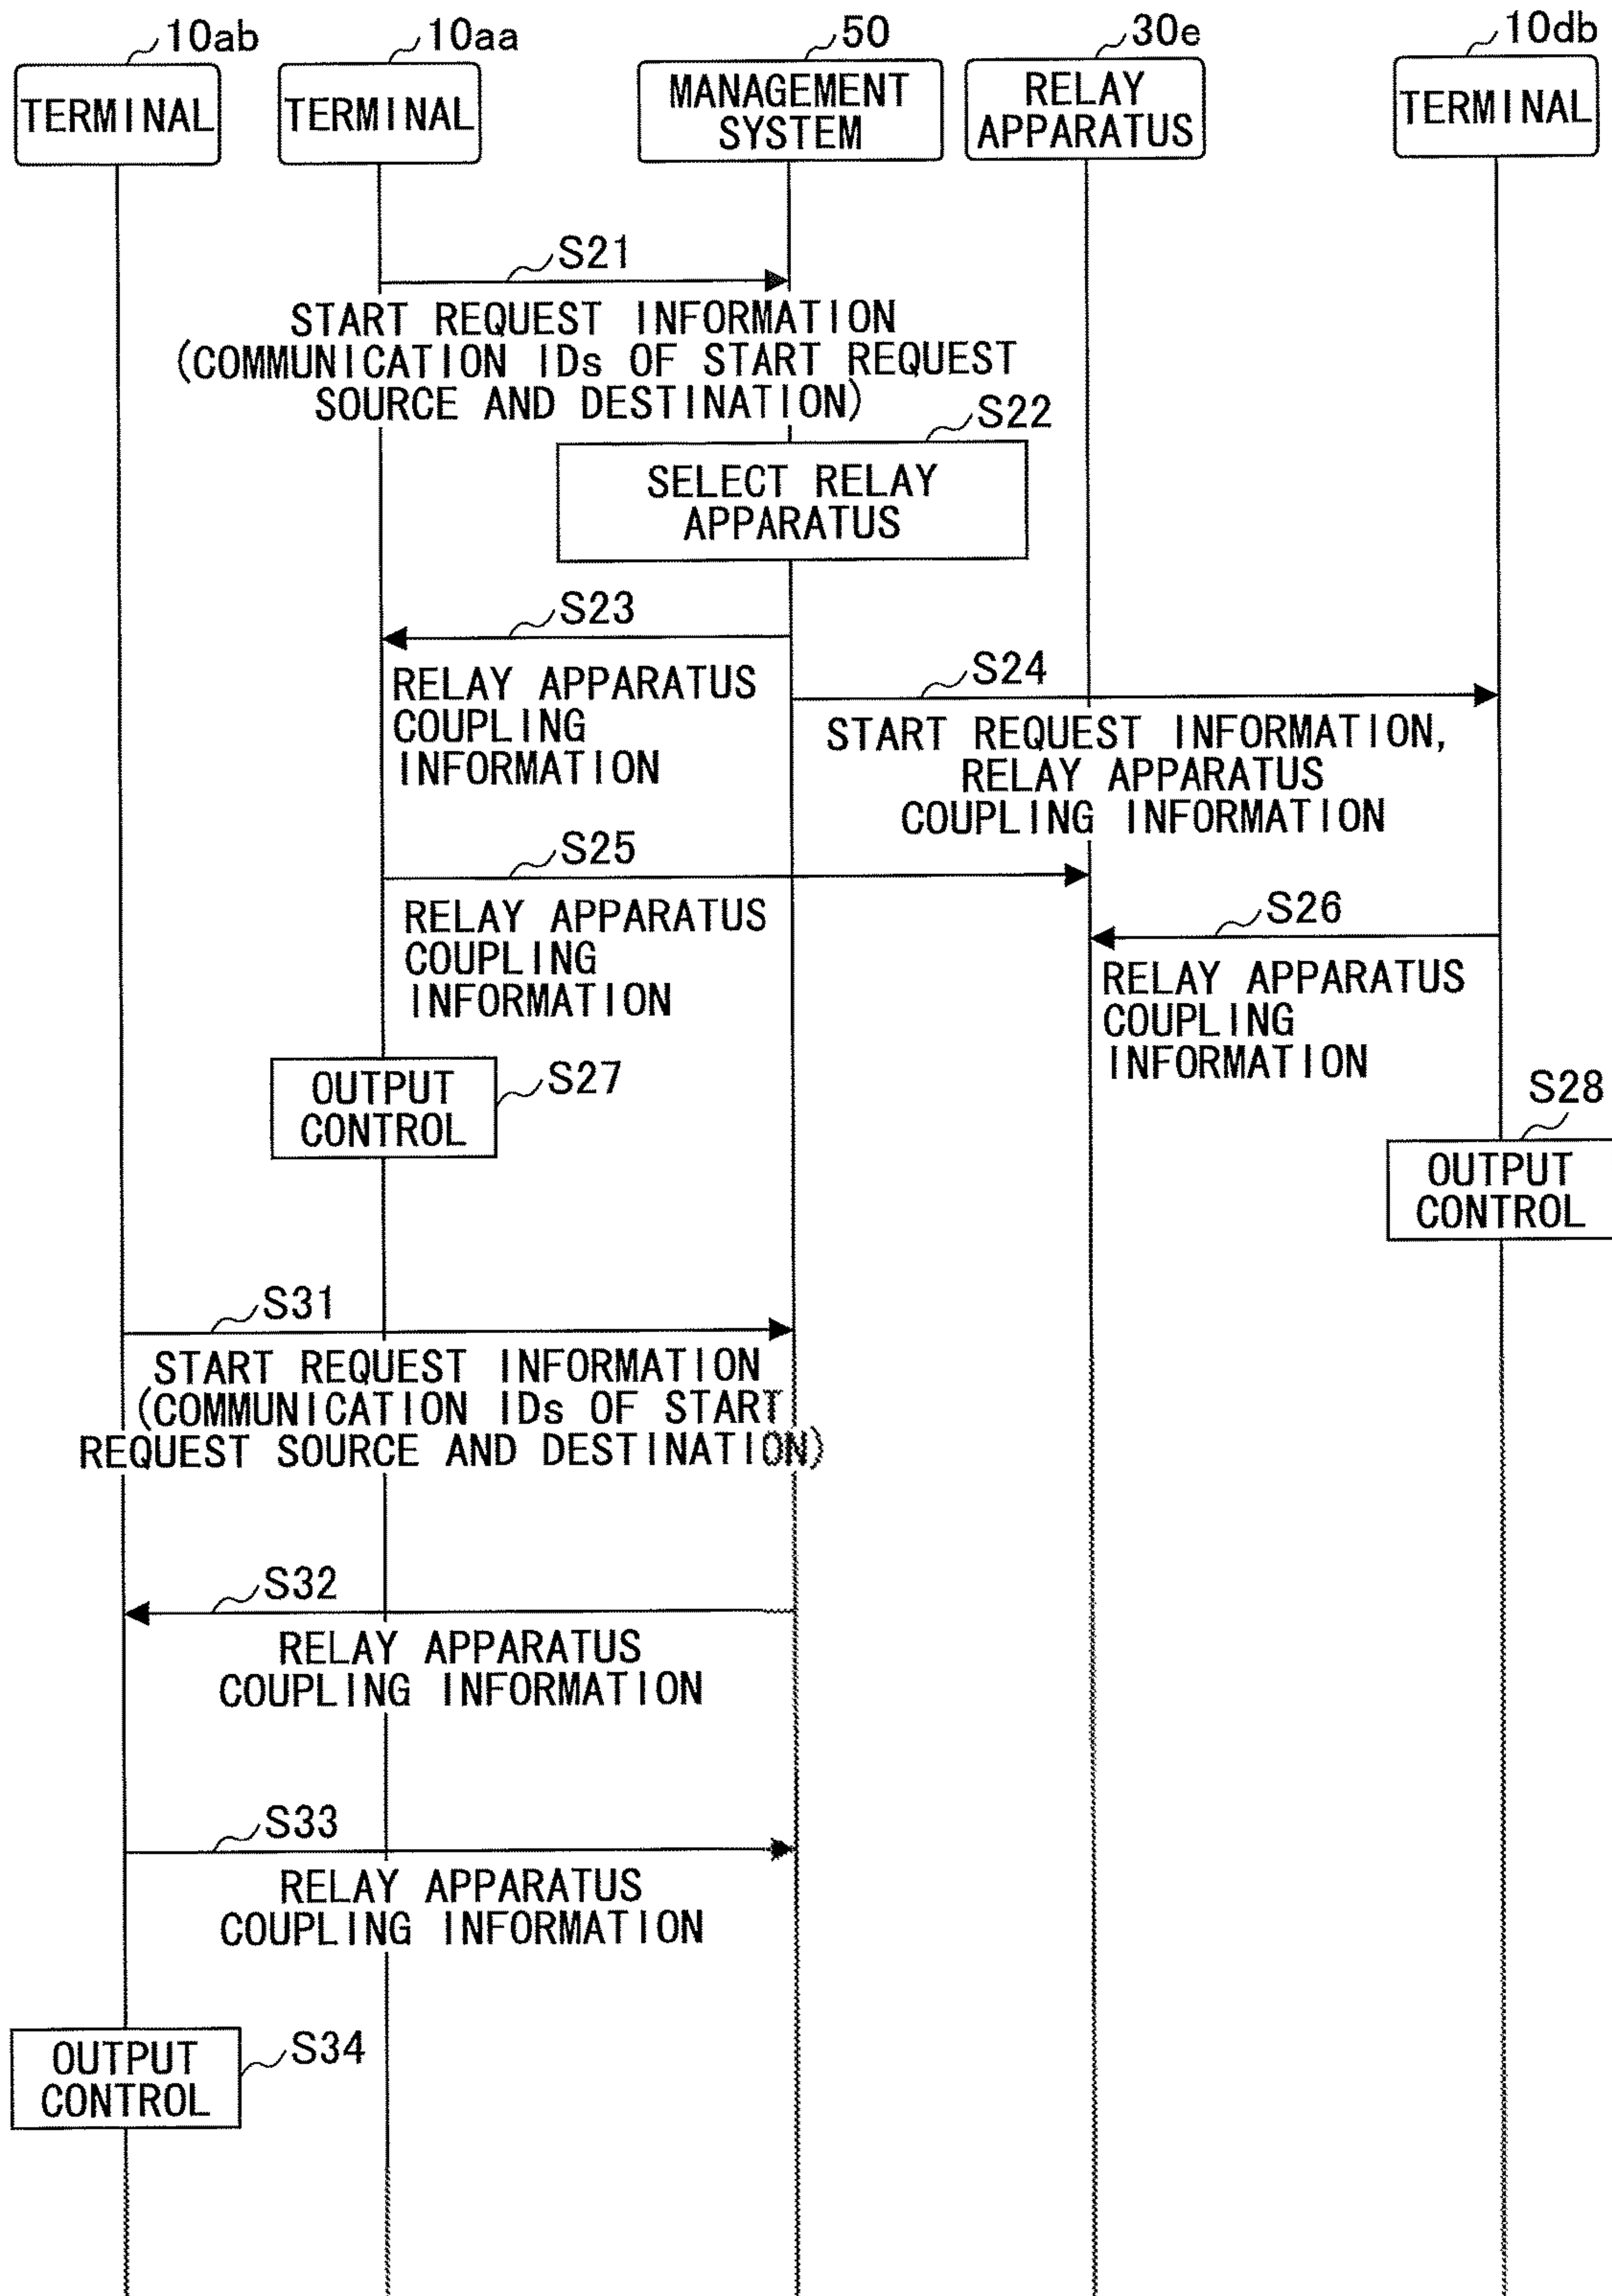 10ab
10aa
50
30e
10db
TERMINAL
TERMINAL
MANAGEMENT
SYSTEM
RELAY
APPARATUS
TERMINAL
S21
START REQUEST INFORMATION
(COMMUNICATION IDs OF START REQUEST
SOURCE AND DESTINATION)
S22
SELECT RELAY
APPARATUS
S23
RELAY APPARATUS
COUPLING
INFORMATION
S24
START REQUEST INFORMATION,
RELAY APPARATUS
COUPLING INFORMATION
S25
RELAY APPARATUS
COUPLING
INFORMATION
S26
RELAY APPARATUS
COUPLING
INFORMATION
S27
OUTPUT
CONTROL
S28
OUTPUT
CONTROL
S31
START REQUEST INFORMATION
(COMMUNICATION IDs OF START
REQUEST SOURCE AND DESTINATION)
S32
RELAY APPARATUS
COUPLING INFORMATION
S33
RELAY APPARATUS
COUPLING INFORMATION
S34
OUTPUT
CONTROL